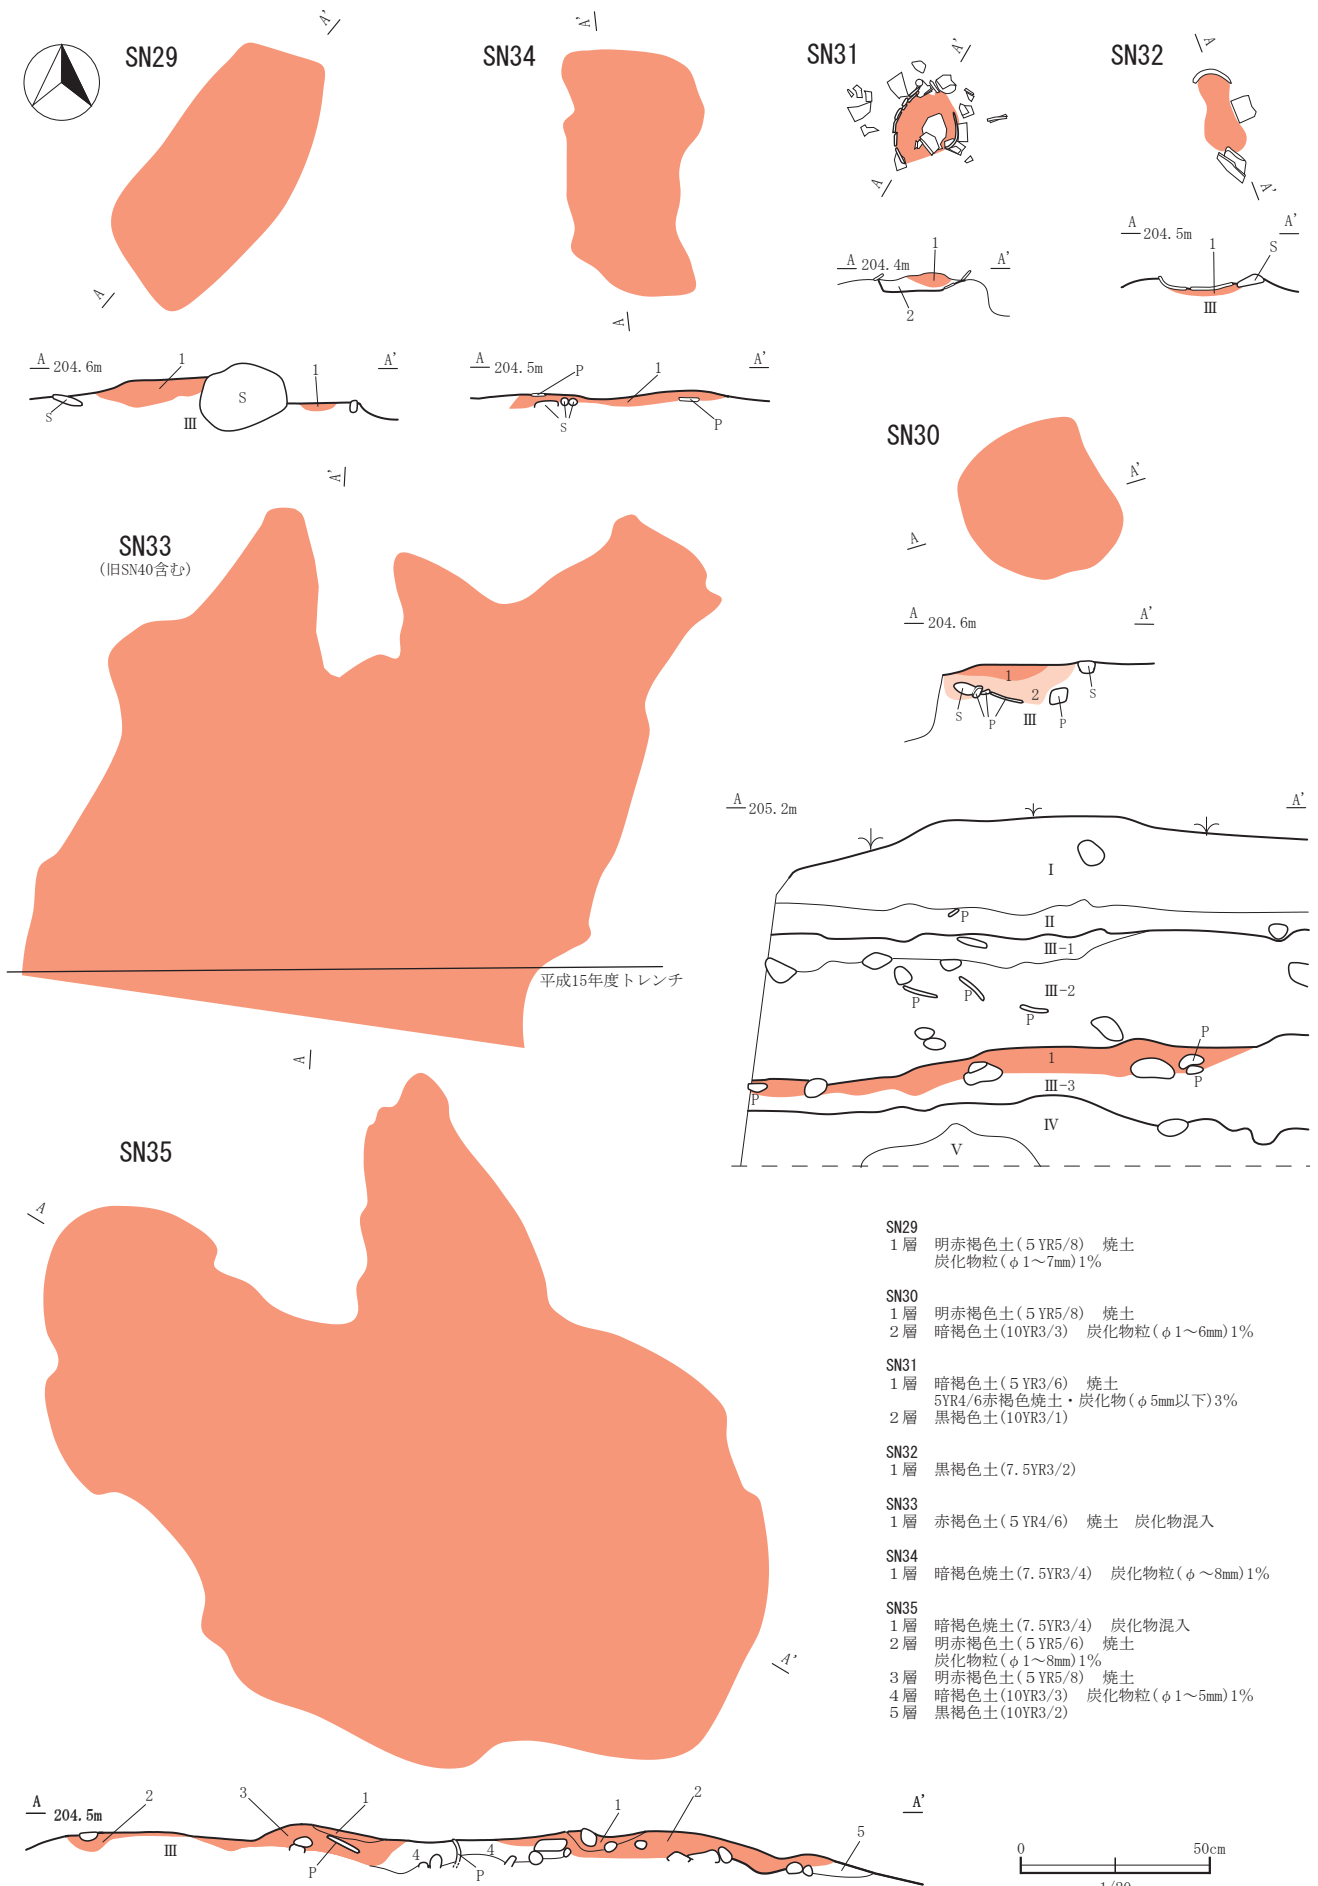 SN29
A'
A
A 204.6m
A'
1
1
S
S
Ⅲ
SN34
A'
A
A 204.5m
A'
P
1
S
P
SN31
A'
A
A 204.4m
A'
1
2
SN32
A
A'
A 204.5m
A'
1
S
Ⅲ
SN30
A'
A
A 204.6m
A'
1
2
S
S
P
Ⅲ
P
SN33
(旧SN40含む)
A'
平成15年度トレンチ
A
A 205.2m
A'
Ⅰ
P
Ⅱ
Ⅲ-1
Ⅲ-2
P
P
P
P
1
P
Ⅲ-3
P
Ⅳ
Ⅴ
SN35
A
A'
A 204.5m
A'
2
3
1
1
2
5
Ⅲ
P
4
P
4
SN29
1層 明赤褐色土(5YR5/8) 焼土
炭化物粒(φ1～7mm)1%
SN30
1層 明赤褐色土(5YR5/8) 焼土
2層 暗褐色土(10YR3/3) 炭化物粒(φ1～6mm)1%
SN31
1層 暗褐色土(5YR3/6) 焼土
5YR4/6赤褐色焼土・炭化物(φ5mm以下)3%
2層 黒褐色土(10YR3/1)
SN32
1層 黒褐色土(7.5YR3/2)
SN33
1層 赤褐色土(5YR4/6) 焼土 炭化物混入
SN34
1層 暗褐色焼土(7.5YR3/4) 炭化物粒(φ～8mm)1%
SN35
1層 暗褐色焼土(7.5YR3/4) 炭化物混入
2層 明赤褐色土(5YR5/6) 焼土
炭化物粒(φ1～8mm)1%
3層 明赤褐色土(5YR5/8) 焼土
4層 暗褐色土(10YR3/3) 炭化物粒(φ1～5mm)1%
5層 黒褐色土(10YR3/2)
0 50cm